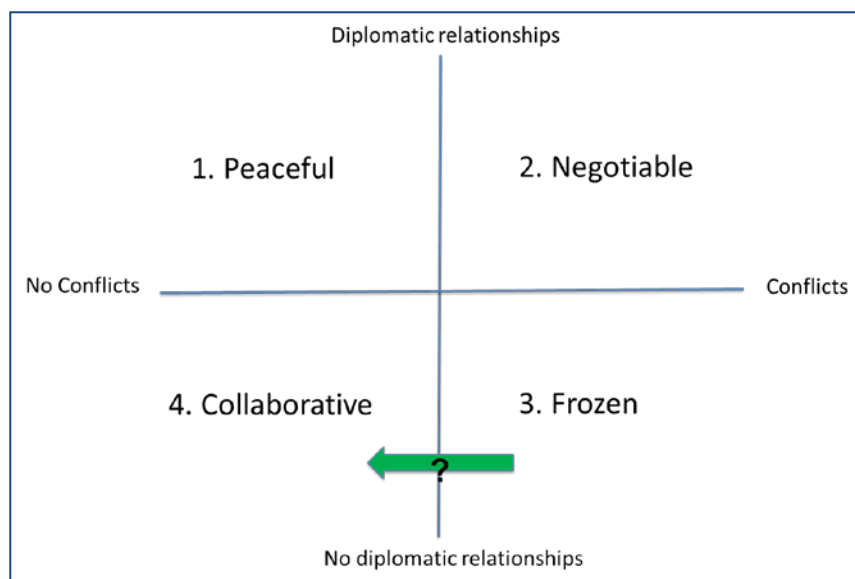 Diplomatic relationships
1. Peaceful
2. Negotiable
No Conflicts
Conflicts
4. Collaborative
3. Frozen
?
No diplomatic relationships